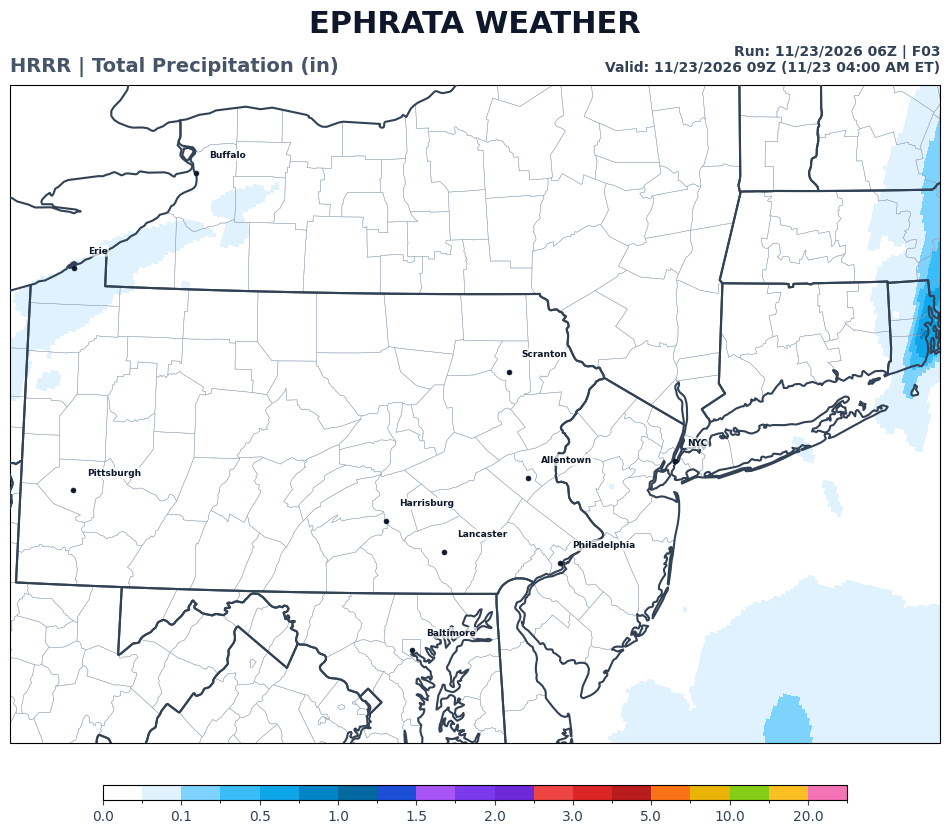 EPHRATA WEATHER
HRRR | Total Precipitation (in)
Run: 11/23/2026 06Z | F03
Valid: 11/23/2026 09Z (11/23 04:00 AM ET)
Buffalo
Erie
Scranton
NYC
Pittsburgh
Allentown
Harrisburg
Lancaster
Philadelphia
Baltimore
0.0 0.1 0.5 1.0 1.5 2.0 3.0 5.0 10.0 20.0